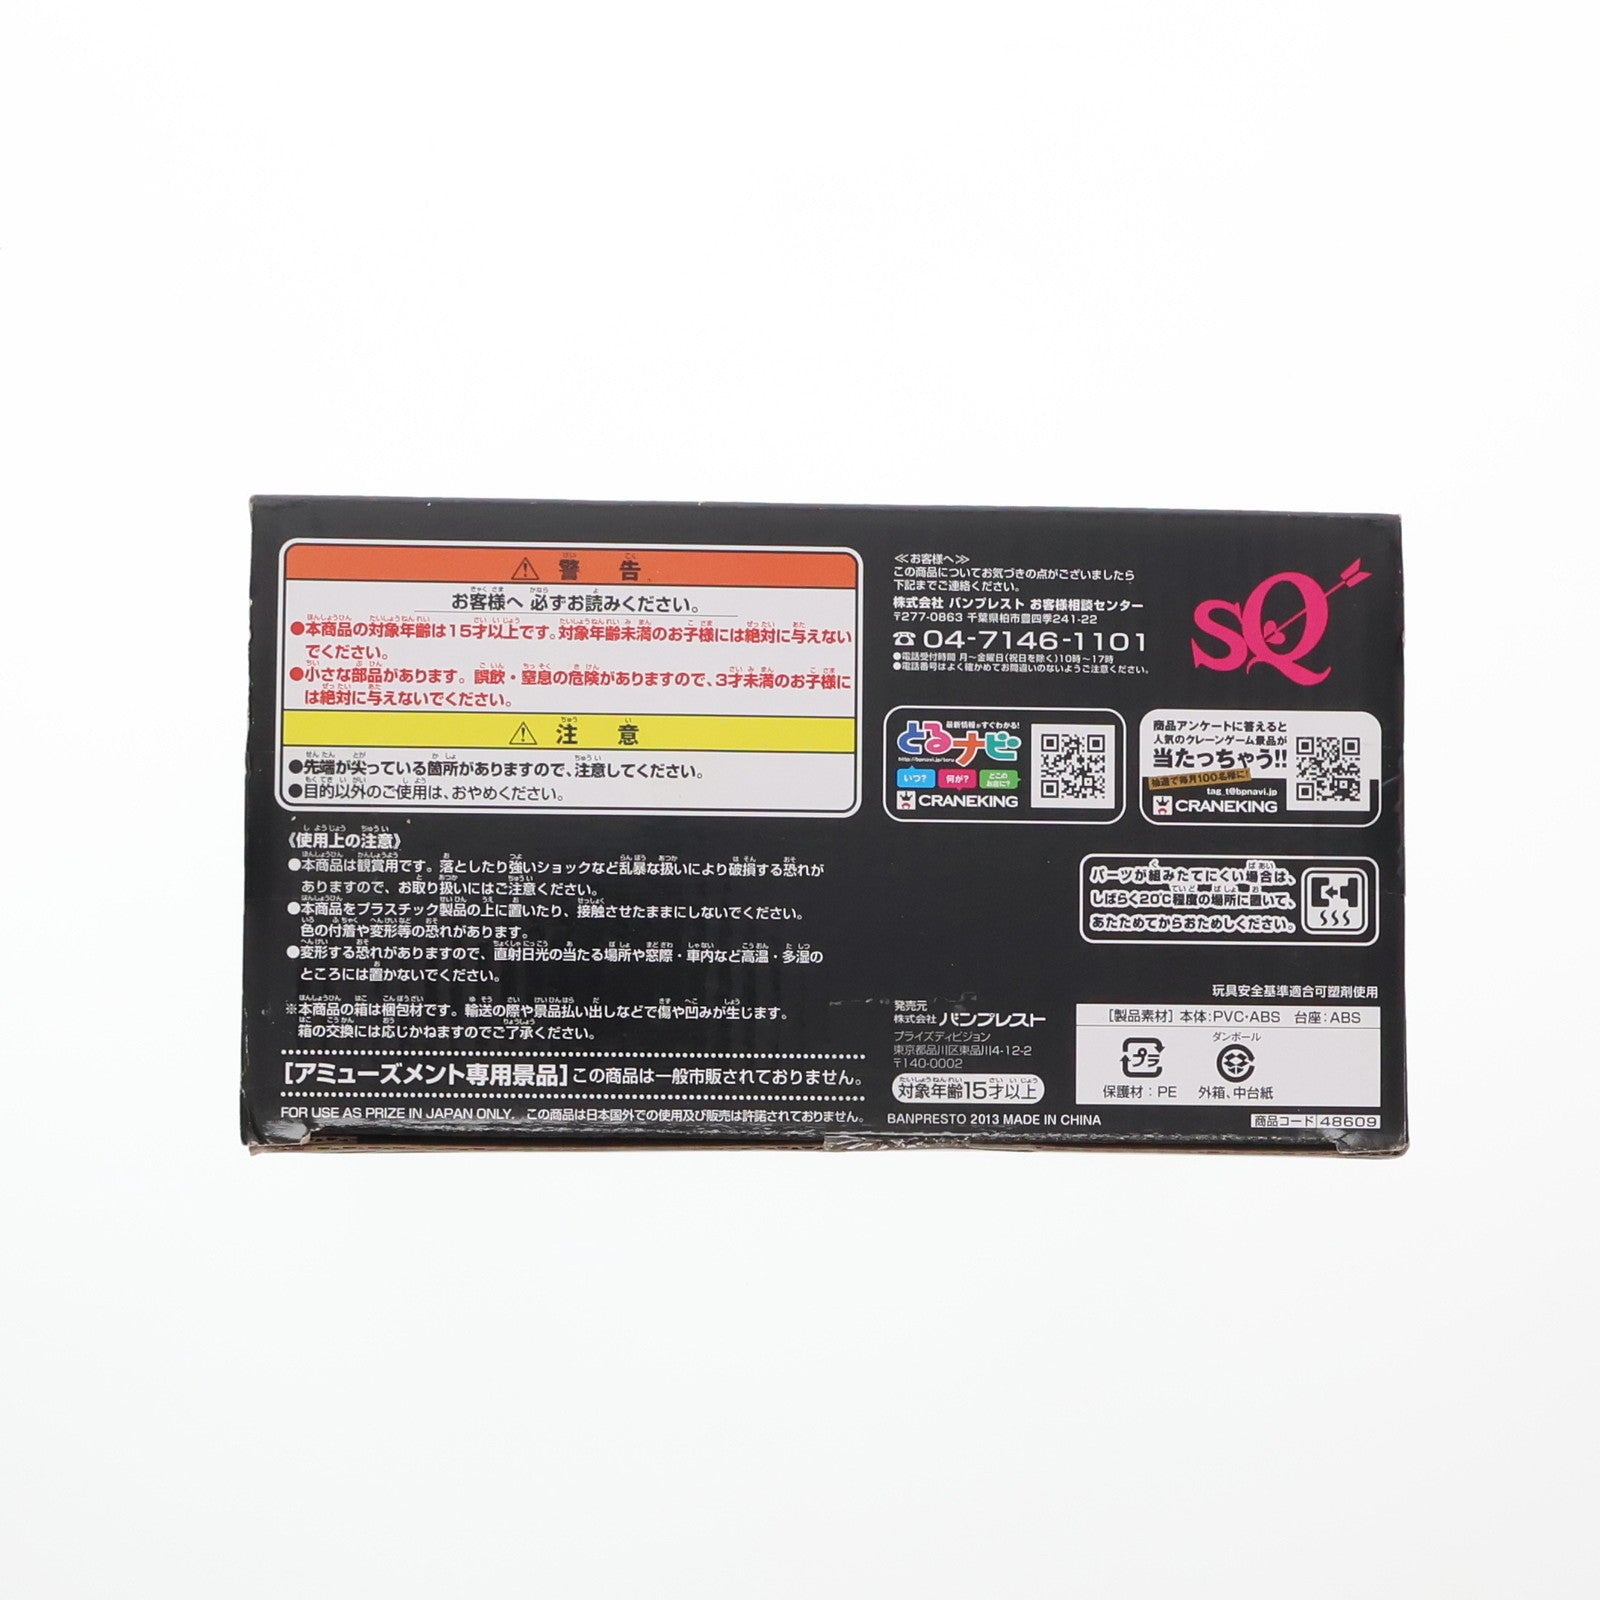 警告
お客様へ 必ずお読みください。
●本商品の対象年齢は15才以上です。対象年齢未満のお子様には絶対に与えない
でください。
●小さな部品があります。誤飲・窒息の危険がありますので、3才未満のお子様に
は絶対に与えないでください。
注意
●先端が尖っている箇所がありますので、注意してください。
●目的以外のご使用は、おやめください。
《使用上の注意》
●本商品は観賞用です。落としたり強いショックなど乱暴な扱いにより破損する恐れが
ありますので、お取り扱いにはご注意ください。
●本商品をプラスチック製品の上に置いたり、接触させたままにしないでください。
色の付着や変形等の恐れがあります。
●変形する恐れがありますので、直射日光の当たる場所や窓際・車内など高温・多湿の
ところには置かないでください。
※本商品の箱は梱包材です。輸送の際や景品払い出しなどで傷や凹みが生じます。
箱の交換には応じかねますのでご了承ください。
[アミューズメント専用景品]この商品は一般市販されておりません。
FOR USE AS PRIZE IN JAPAN ONLY. この商品は日本国外での使用及び販売は許諾されておりません。
≪お客様へ≫
この商品についてお気づきの点がございましたら
下記までご連絡ください。
株式会社 バンプレスト お客様相談センター
〒277-0863 千葉県柏市豊四季241-22
☎04-7146-1101
●電話受付時間 月〜金曜日(祝日を除く)10時〜17時
●電話番号はよく確かめてお間違いのないようご注意ください。
SQ
最新情報がすぐわかる!
とるナビ
http://bpnavi.jp/toru
いつ? 何が? どこのお店に?
CRANEKING
商品アンケートに答えると
人気のクレーンゲーム景品が
当たっちゃう!!
抽選で毎月100名様に!
tag_t@bpnavi.jp
CRANEKING
パーツが組みたてにくい場合は、
しばらく20℃程度の場所に置いて、
あたためてからおためしください。
玩具安全基準適合可塑剤使用
発売元
株式会社 バンプレスト
プライズディビジョン
東京都品川区東品川4-12-2
〒140-0002
対象年齢15才以上
BANPRESTO 2013 MADE IN CHINA
[製品素材] 本体:PVC・ABS 台座:ABS
ダンボール
プラ
保護材:PE 外箱、中台紙
商品コード 48609